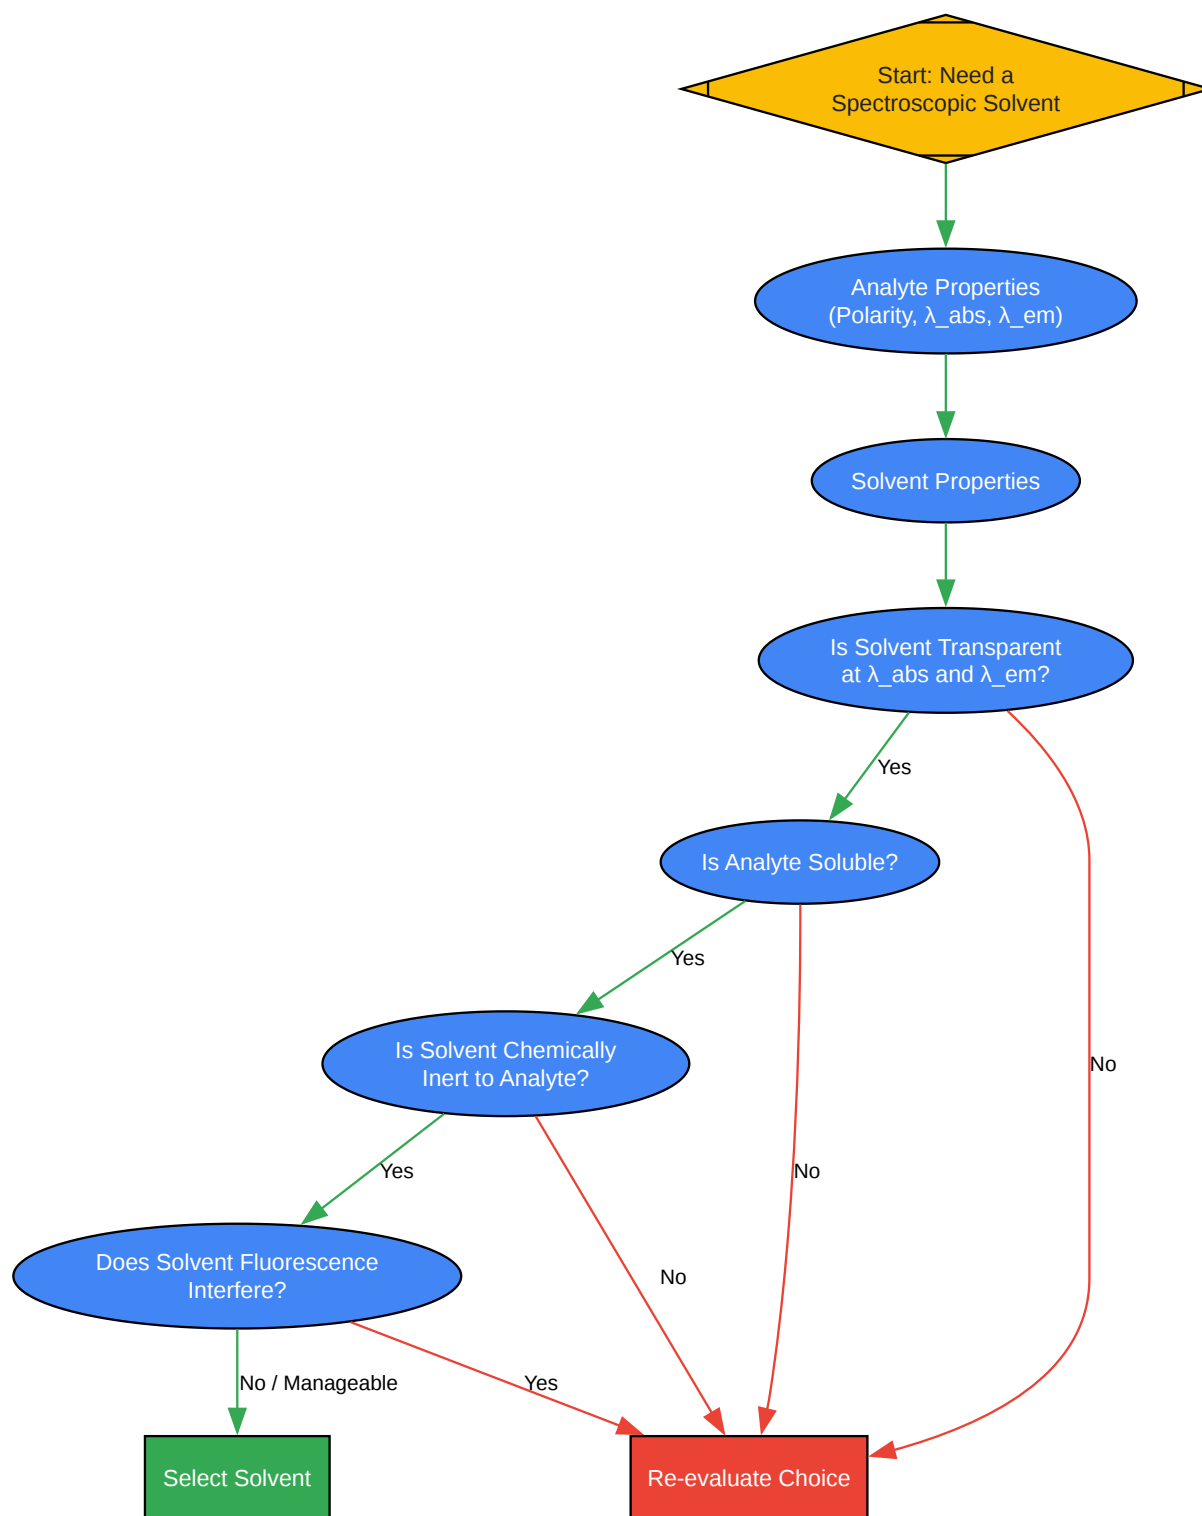 Start: Need a
Spectroscopic Solvent
Analyte Properties
(Polarity, λ_abs, λ_em)
Solvent Properties
Is Solvent Transparent
at λ_abs and λ_em?
Yes
Is Analyte Soluble?
Yes
Is Solvent Chemically
Inert to Analyte?
No
Yes
No
Does Solvent Fluorescence
Interfere?
No
No / Manageable
Yes
Select Solvent
Re-evaluate Choice